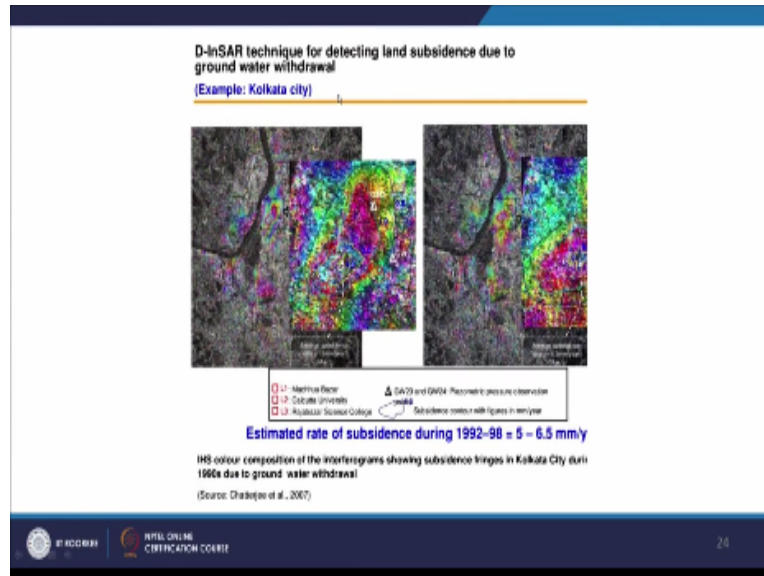 D-InSAR technique for detecting land subsidence due to
ground water withdrawal
(Example: Kolkata city)
L1: Machhua Bazar
L2: Calcutta University
L3: Rajabazar Science College
GW23 and GW24: Piezometric pressure observation
Subsidence contour with figures in mm/year
Estimated rate of subsidence during 1992–98 = 5 – 6.5 mm/y
IHS colour composition of the interferograms showing subsidence fringes in Kolkata City durin
1990s due to ground water withdrawal
(Source: Chatterjee et al., 2007)
IIT ROORKEE
NPTEL ONLINE
CERTIFICATION COURSE
24